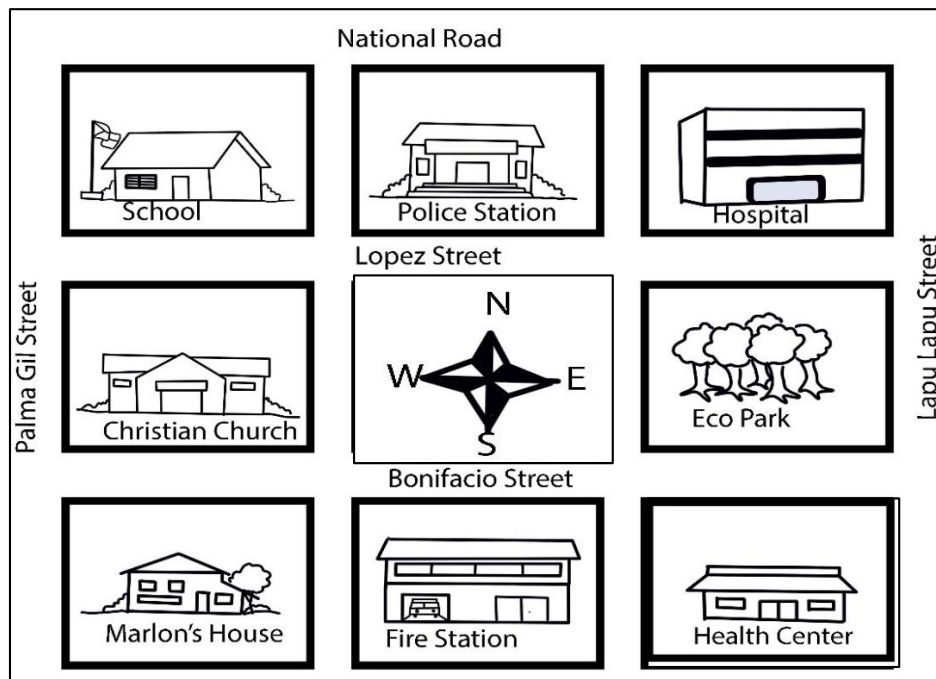 National Road
School
Police Station
Hospital
Lopez Street
Palma Gil Street
Lapu Lapu Street
N
W
E
S
Christian Church
Eco Park
Bonifacio Street
Marlon's House
Fire Station
Health Center